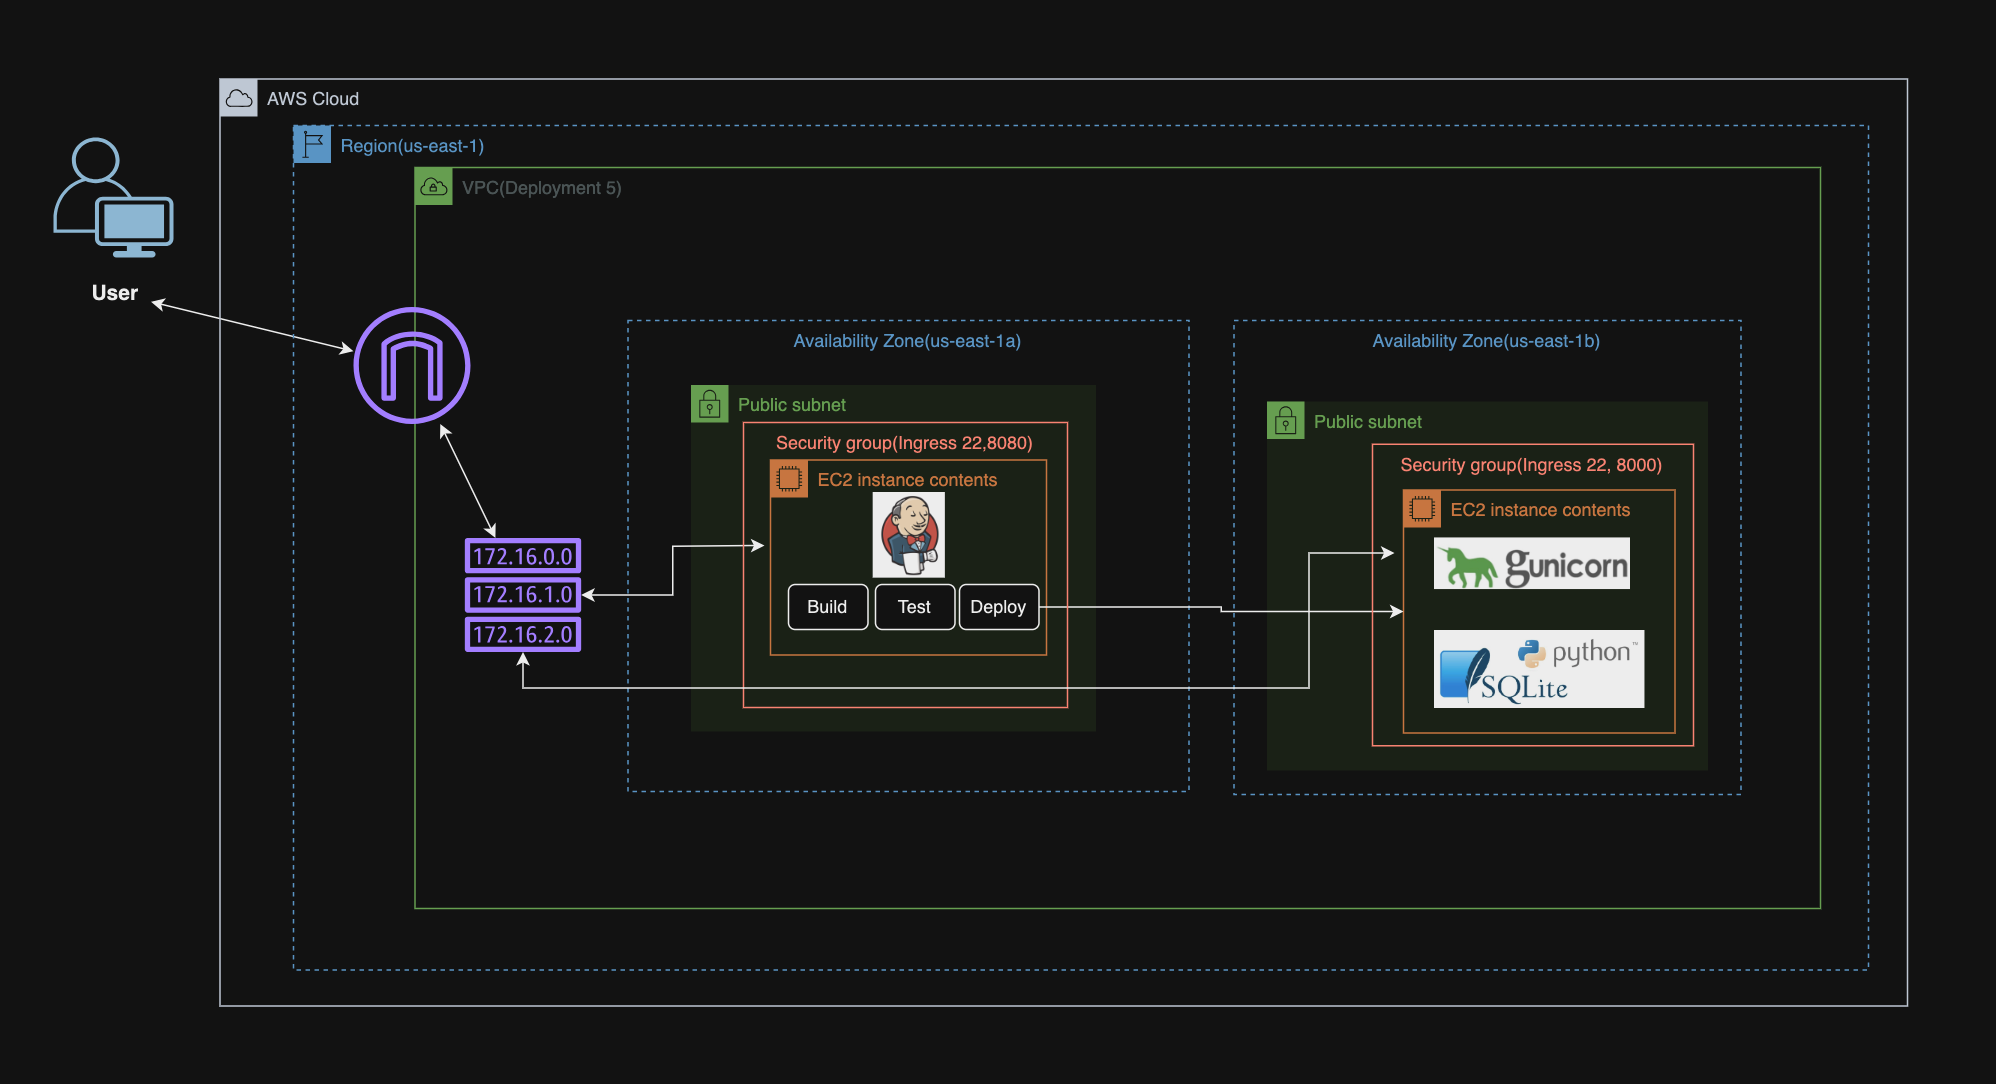 AWS Cloud
Region(us-east-1)
VPC(Deployment 5)
User
Availability Zone(us-east-1a)
Public subnet
Security group(Ingress 22,8080)
EC2 instance contents
Build
Test
Deploy
172.16.0.0
172.16.1.0
172.16.2.0
Availability Zone(us-east-1b)
Public subnet
Security group(Ingress 22, 8000)
EC2 instance contents
gunicorn
python™
SQLite